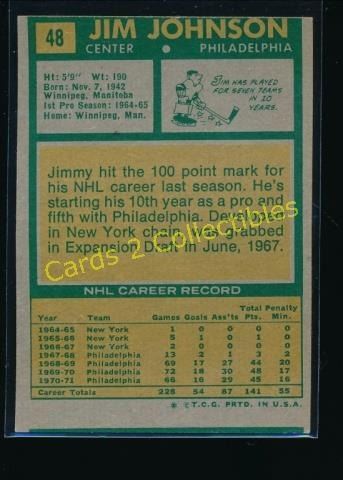 48
JIM JOHNSON
CENTER • PHILADELPHIA
Ht: 5'9" Wt: 190
Born: Nov. 7, 1942
Winnipeg, Manitoba
1st Pro Season: 1964-65
Home: Winnipeg, Man.
JIM HAS PLAYED
FOR SEVEN TEAMS
IN 10
YEARS.
Jimmy hit the 100 point mark for
his NHL career last season. He's
starting his 10th year as a pro and
fifth with Philadelphia. Developed
in New York chain, was grabbed
in Expansion Draft in June, 1967.
Cards 2 Collectibles
NHL CAREER RECORD
Total Penalty
Year Team Games Goals Ass'ts Pts. Min.
1964-65 New York 1 0 0 0 0
1965-66 New York 5 1 0 1 0
1966-67 New York 2 0 0 0 0
1967-68 Philadelphia 13 2 1 3 2
1968-69 Philadelphia 69 17 27 44 20
1969-70 Philadelphia 72 18 30 48 17
1970-71 Philadelphia 66 16 29 45 16
Career Totals 228 54 87 141 55
* © T.C.G. PRTD. IN U.S.A.